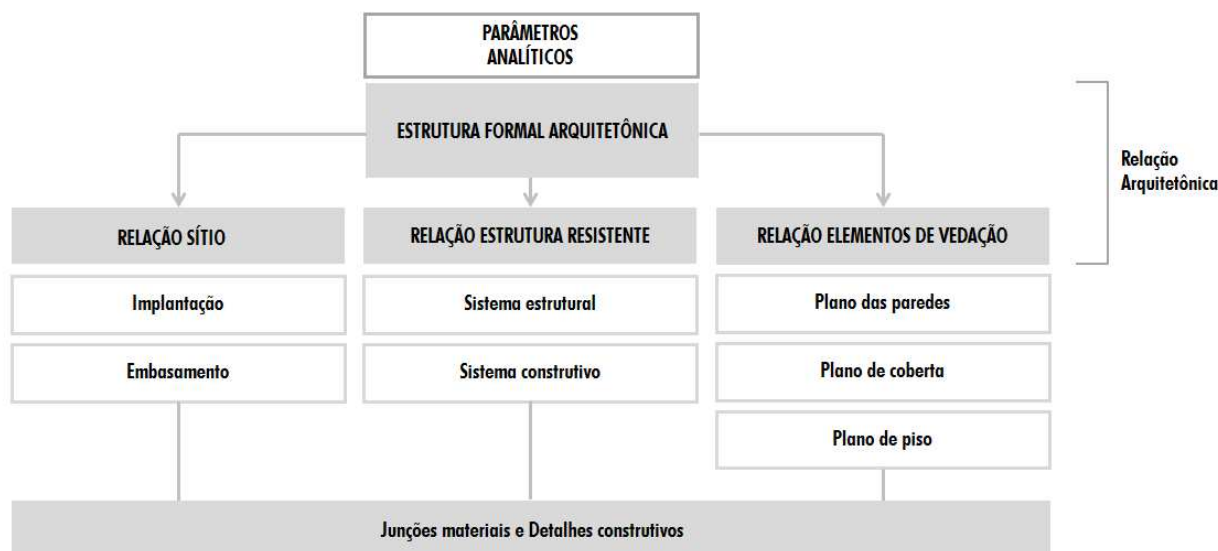 PARÂMETROS
ANALÍTICOS
ESTRUTURA FORMAL ARQUITETÔNICA
Relação
Arquitetônica
RELAÇÃO SÍTIO
RELAÇÃO ESTRUTURA RESISTENTE
RELAÇÃO ELEMENTOS DE VEDAÇÃO
Implantação
Sistema estrutural
Plano das paredes
Embasamento
Sistema construtivo
Plano de coberta
Plano de piso
Junções materiais e Detalhes construtivos